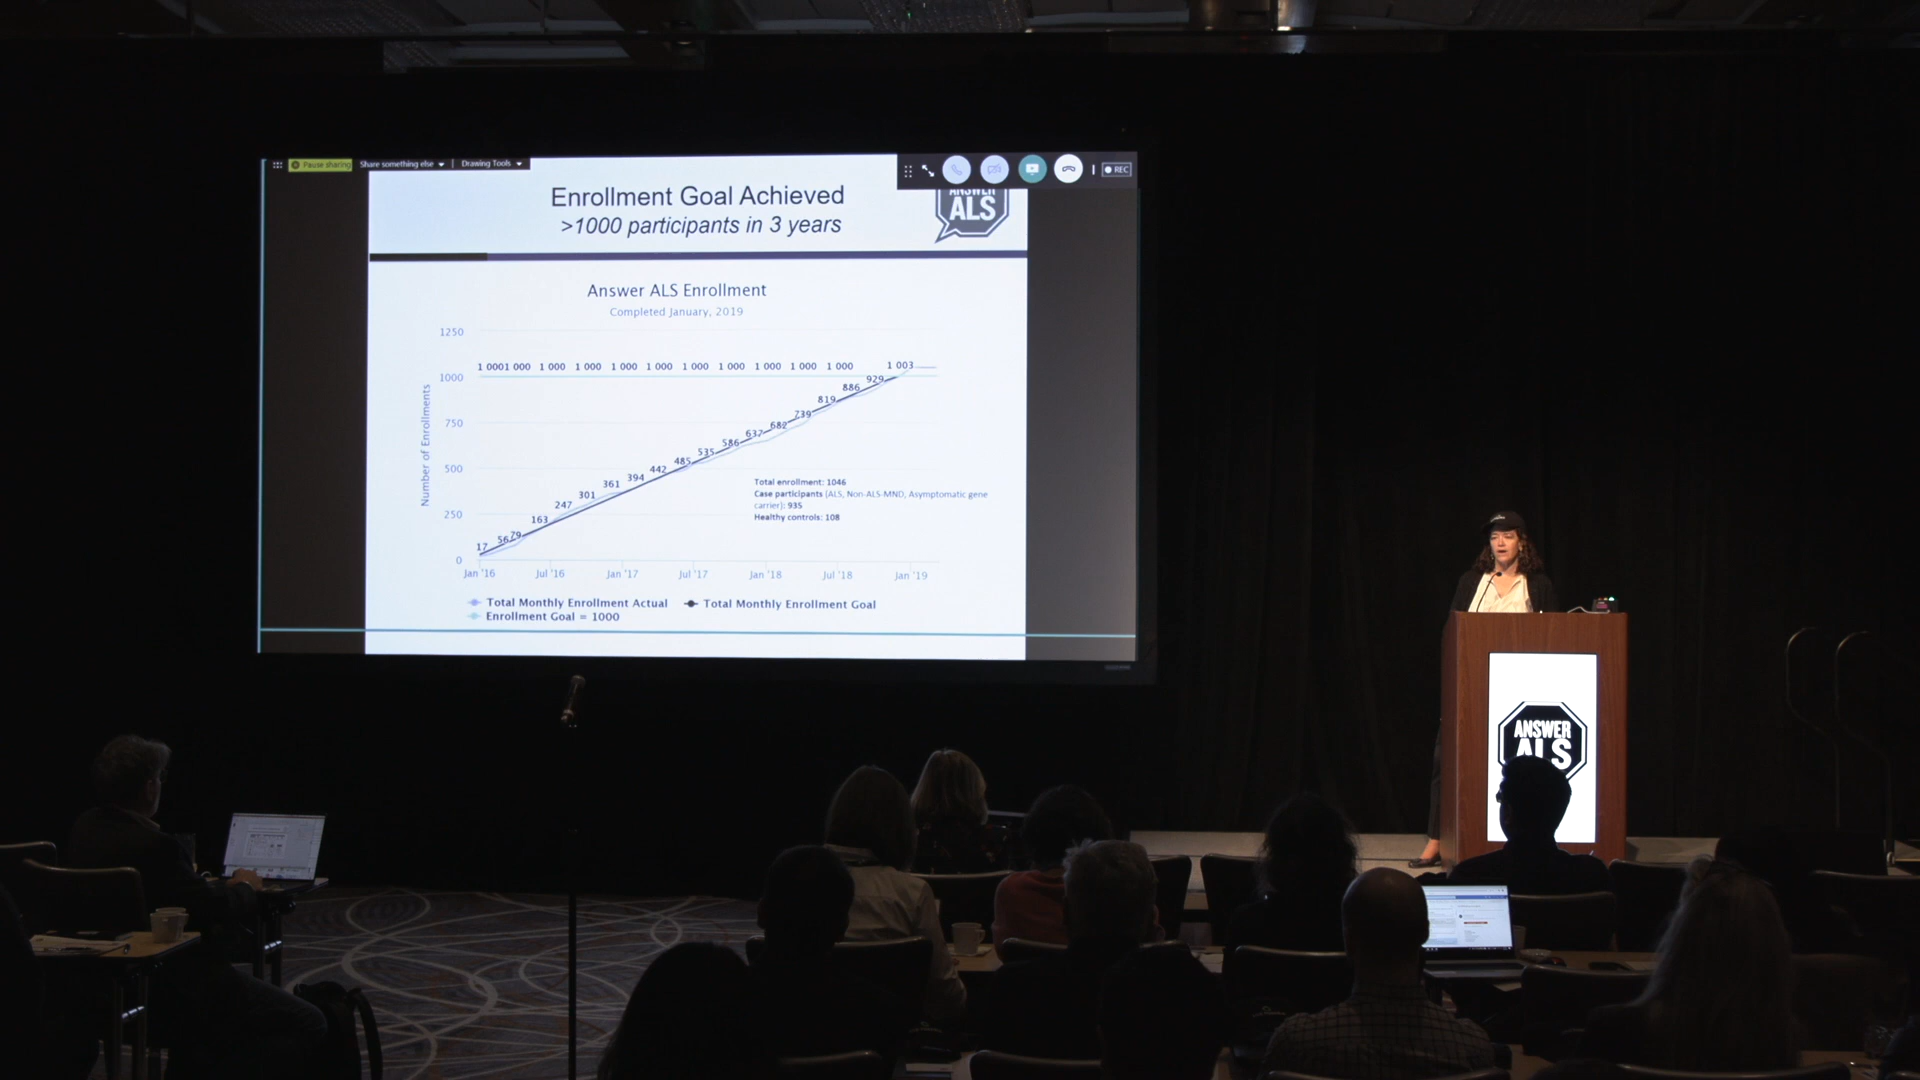 Pause sharing Share something else Drawing Tools
REC
Enrollment Goal Achieved
>1000 participants in 3 years
ANSWER
ALS
Answer ALS Enrollment
Completed January, 2019
1250
1 000 1 000 1 000 1 000 1 000 1 000 1 000 1 000 1 000 1 000 1 000 1 003
1000
929
886
819
750
739
682
637
586
535
500
485
442
394
361
301
247
250
163
79
56
17
0
Number of Enrollments
Total enrollment: 1046
Case participants (ALS, Non-ALS-MND, Asymptomatic gene
carrier): 935
Healthy controls: 108
Jan '16 Jul '16 Jan '17 Jul '17 Jan '18 Jul '18 Jan '19
Total Monthly Enrollment Actual Total Monthly Enrollment Goal
Enrollment Goal = 1000
ANSWER
ALS